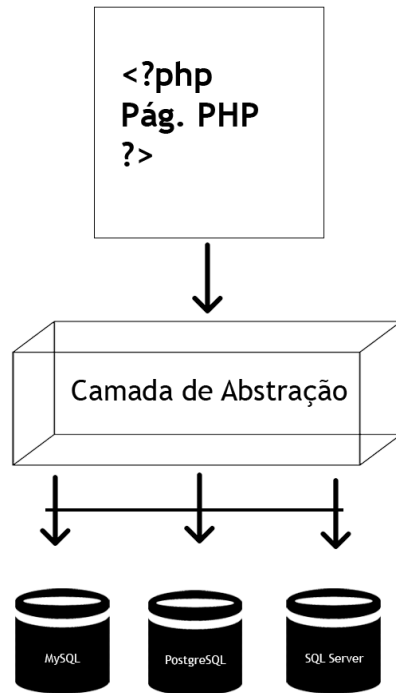 <?php
Pág. PHP
?>
Camada de Abstração
MySQL
PostgreSQL
SQL Server